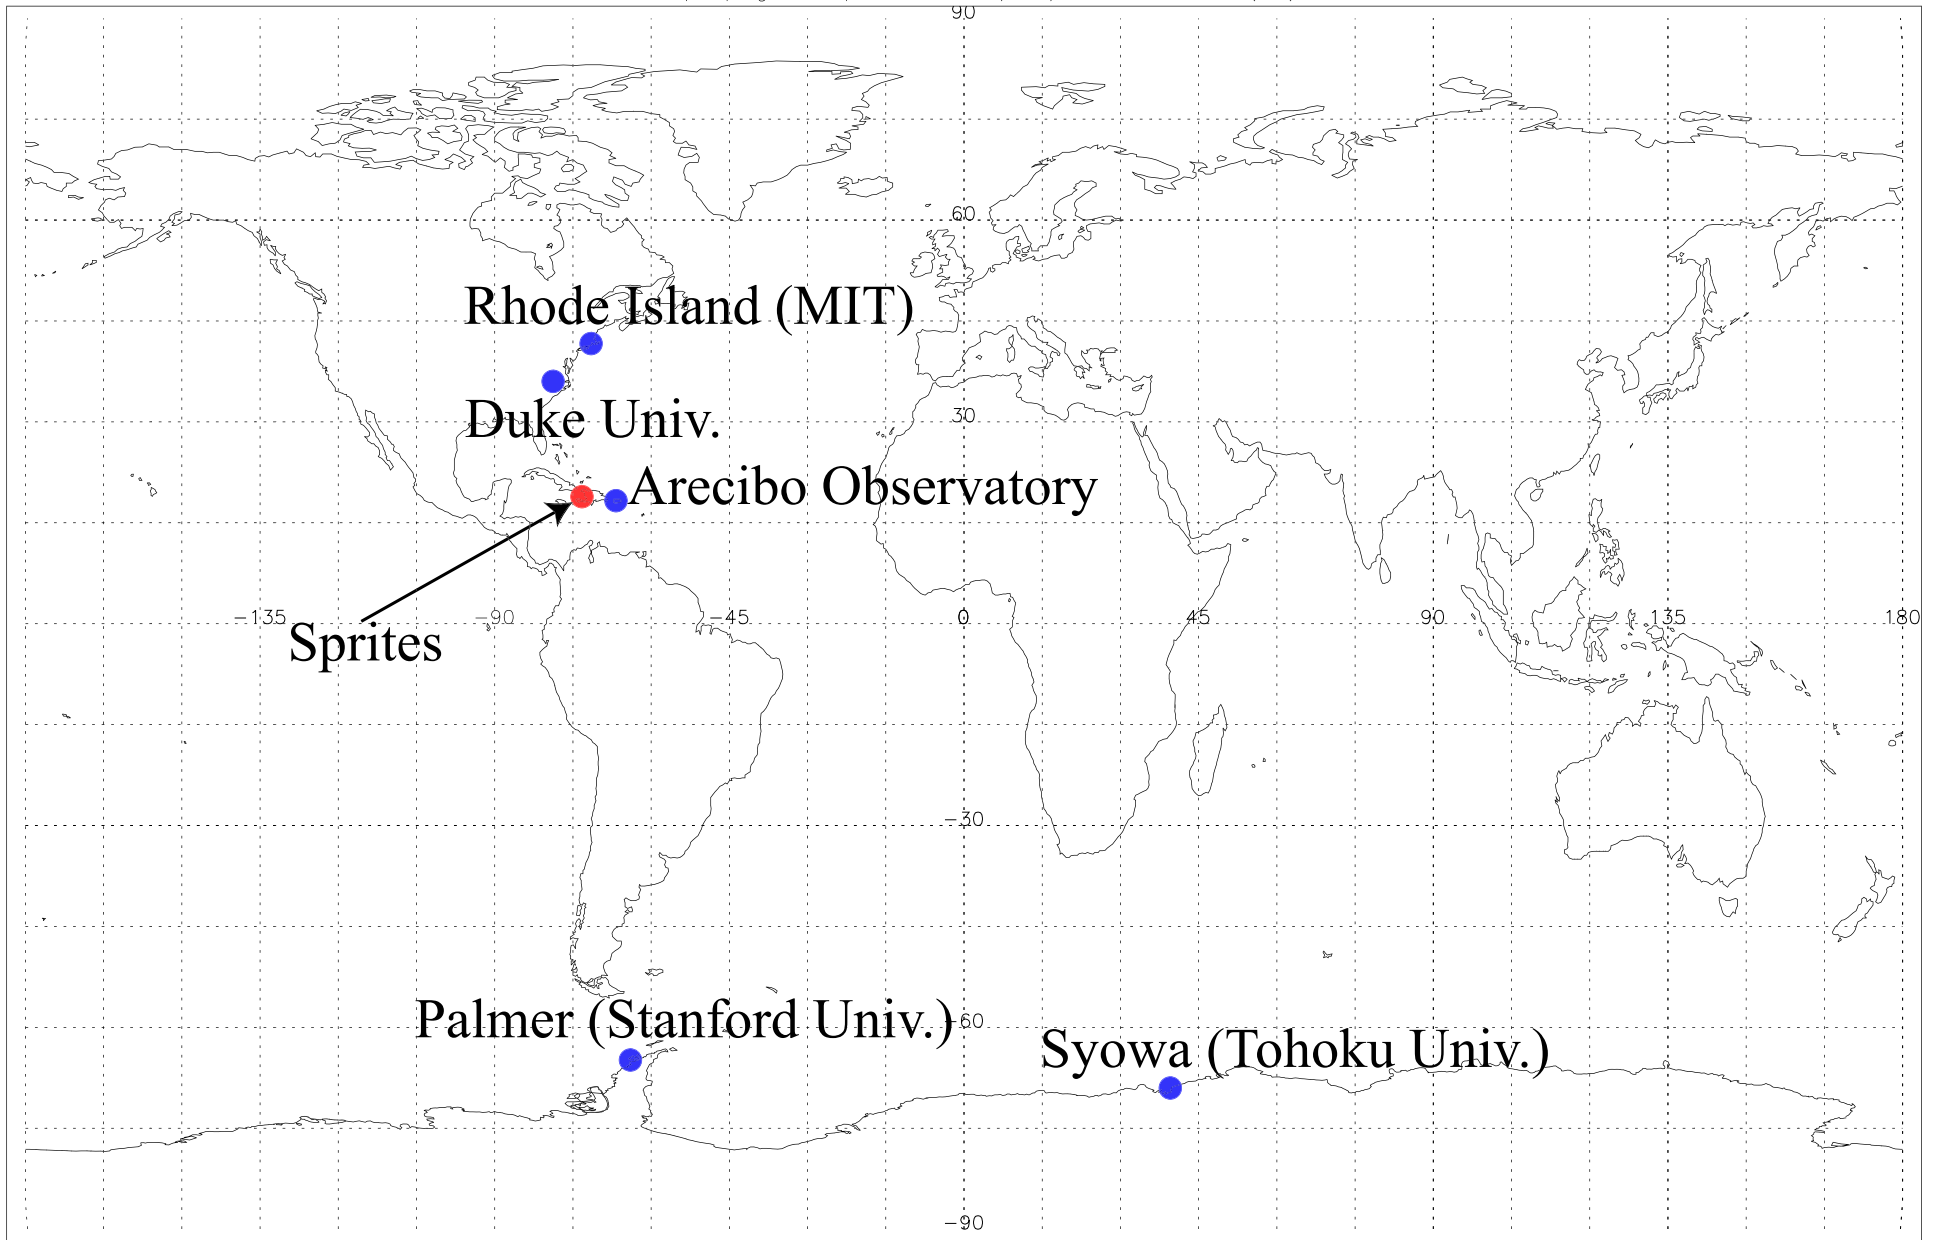 90
60
Rhode Island (MIT)
Duke Univ.
30
Arecibo Observatory
-135 -90 -45 0 45 90 135 180
Sprites
-30
Palmer (Stanford Univ.) -60
Syowa (Tohoku Univ.)
-90